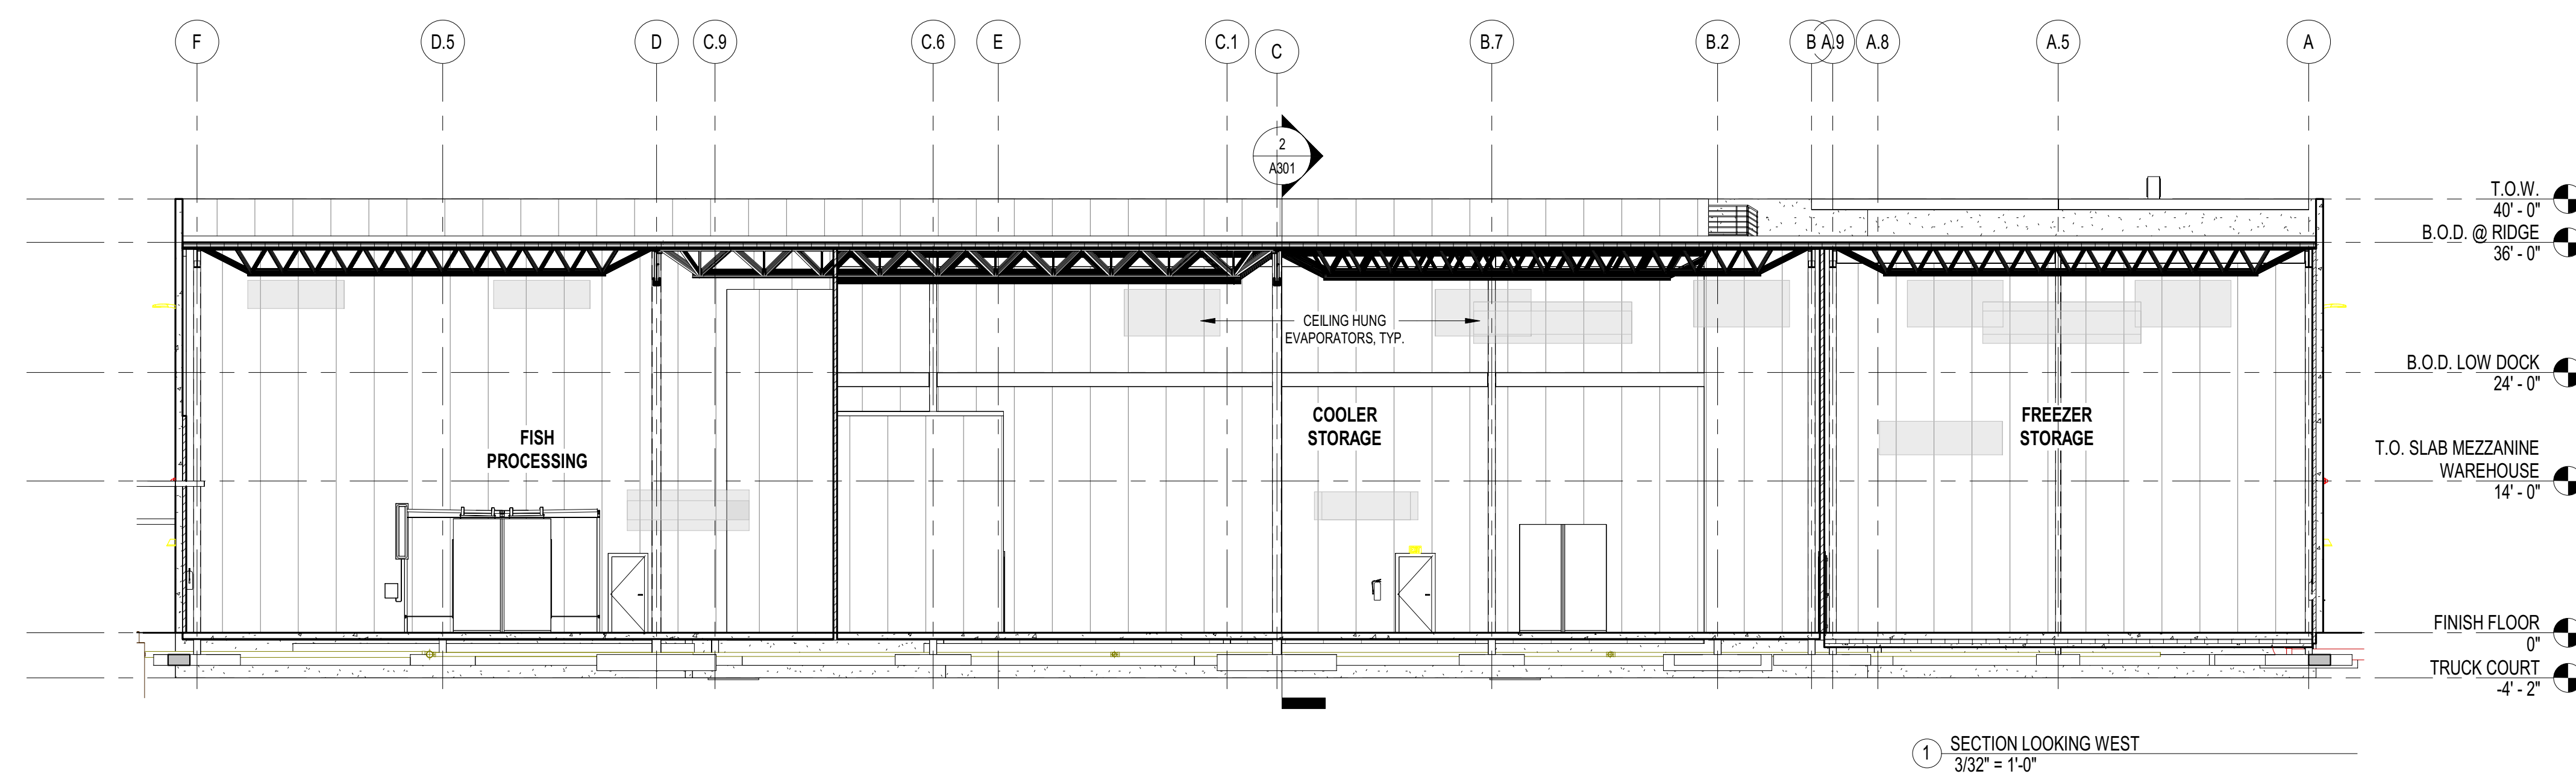 F
D.5
D
C.9
C.6
E
C.1
C
B.7
B.2
B
A.9
A.8
A.5
A
2
A301
T.O.W.
40' - 0"
B.O.D. @ RIDGE
36' - 0"
CEILING HUNG
EVAPORATORS, TYP.
B.O.D. LOW DOCK
24' - 0"
FISH
PROCESSING
COOLER
STORAGE
FREEZER
STORAGE
T.O. SLAB MEZZANINE
WAREHOUSE
14' - 0"
FINISH FLOOR
0"
TRUCK COURT
-4' - 2"
1
SECTION LOOKING WEST
3/32" = 1'-0"